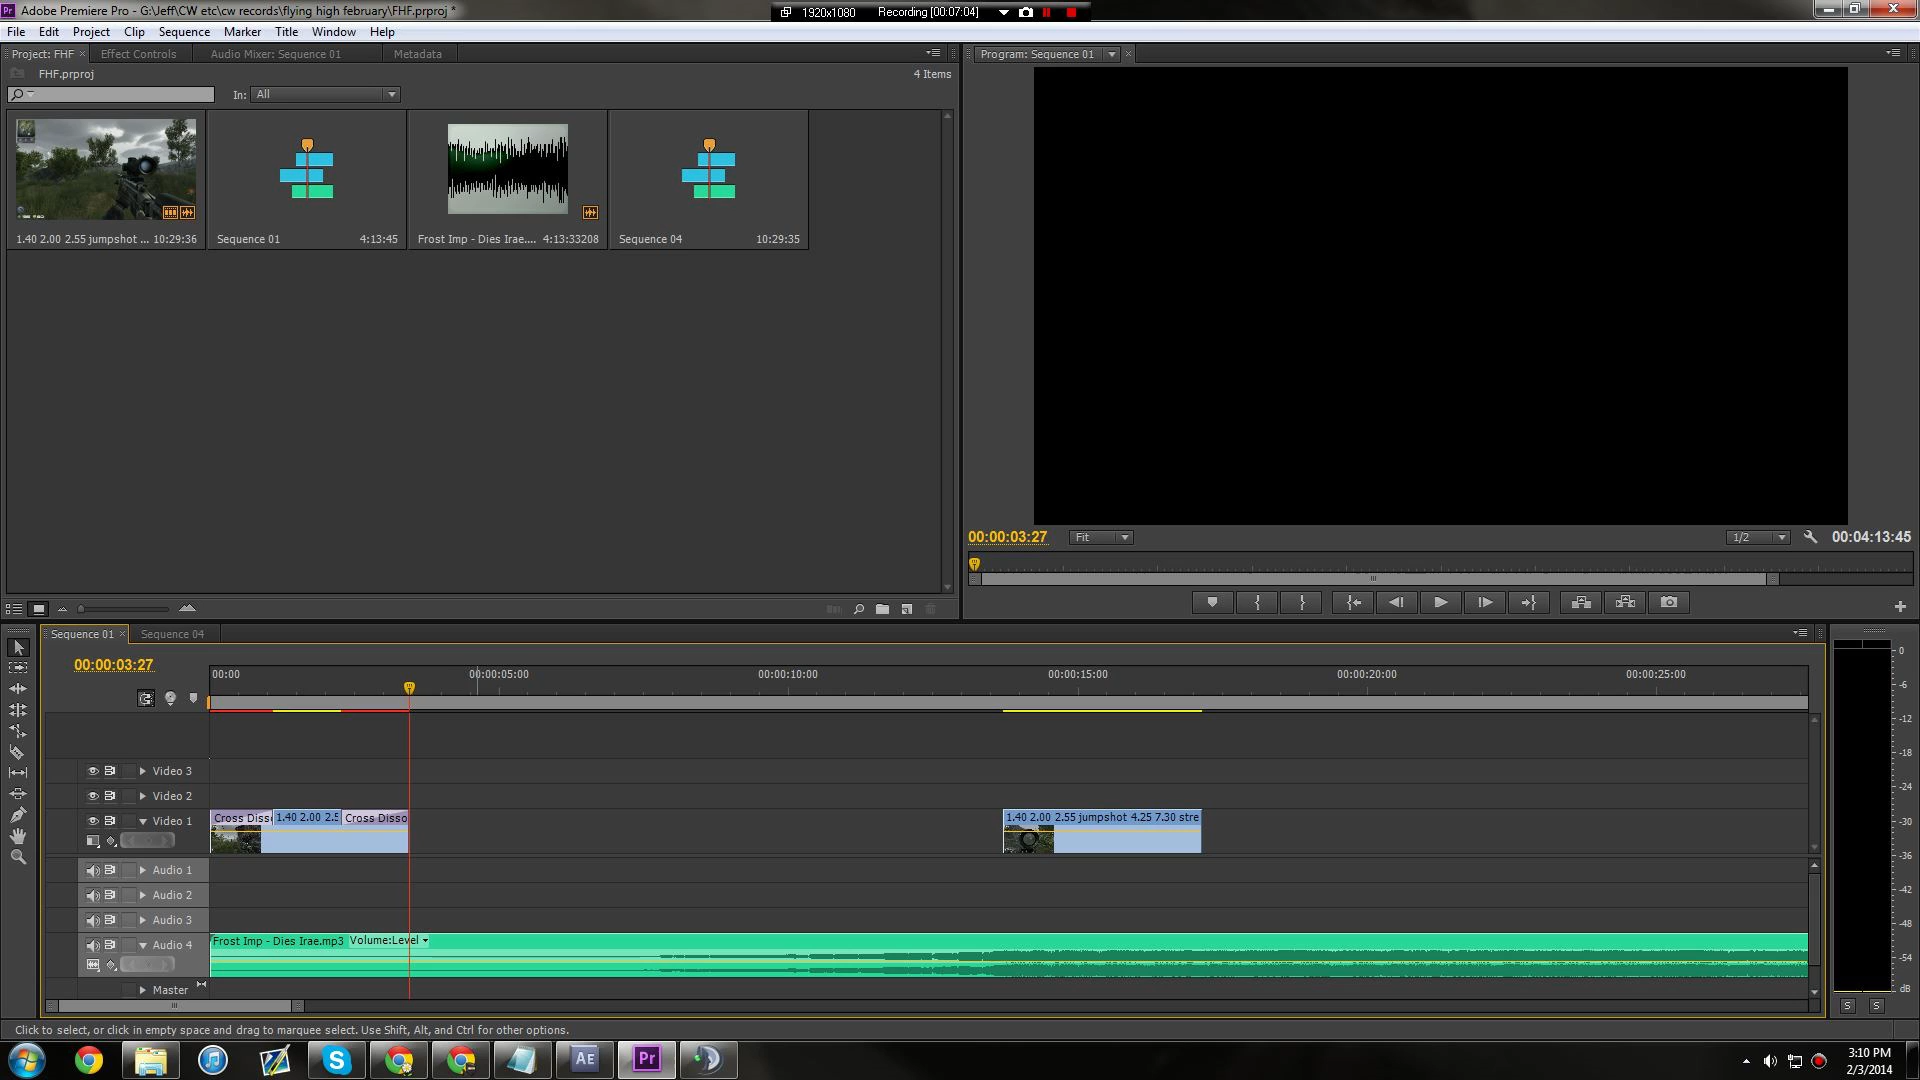 Pr Adobe Premiere Pro - G:\Jeff\CW etc\cw records\flying high february\FHF.prproj *
1920x1080 Recording [00:07:04]
File Edit Project Clip Sequence Marker Title Window Help
Project: FHF × Effect Controls Audio Mixer: Sequence 01 Metadata
Program: Sequence 01
FHF.prproj 4 Items
In: All
1.40 2.00 2.55 jumpshot ... 10:29:36
Sequence 01 4:13:45
Frost Imp - Dies Irae.... 4:13:33208
Sequence 04 10:29:35
00:00:03:27 Fit 1/2 00:04:13:45
Sequence 01 × Sequence 04
00:00:03:27
00:00 00:00:05:00 00:00:10:00 00:00:15:00 00:00:20:00 00:00:25:00
Video 3
Video 2
Video 1
Cross Diss 1.40 2.00 2.5 Cross Disso
1.40 2.00 2.55 jumpshot 4.25 7.30 stre
Audio 1
Audio 2
Audio 3
Audio 4
Frost Imp - Dies Irae.mp3 Volume:Level
Master
0
-6
-12
-18
-24
-30
-36
-42
-48
-54
dB
S S
Click to select, or click in empty space and drag to marquee select. Use Shift, Alt, and Ctrl for other options.
AE Pr
3:10 PM
2/3/2014